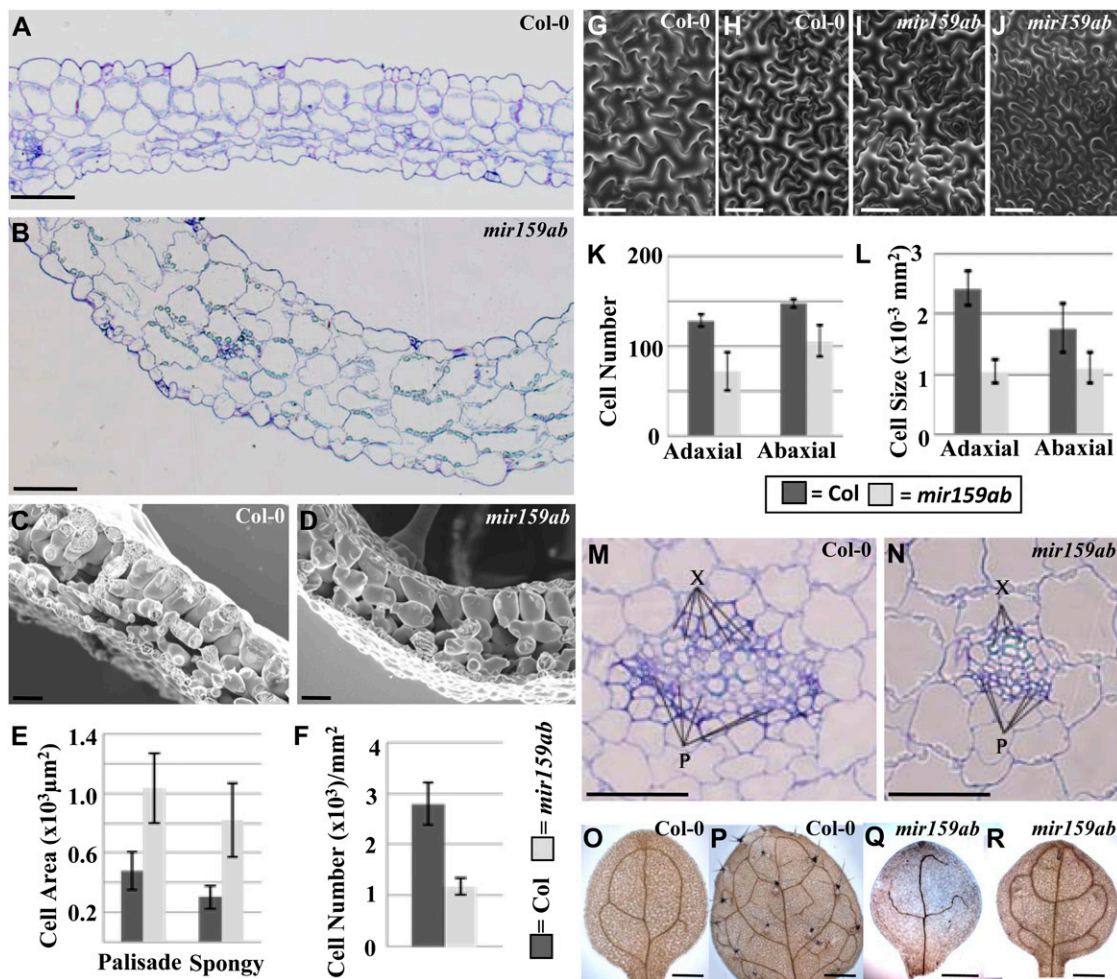 A
Col-0
B
mir159ab
C
Col-0
D
mir159ab
E
Cell Area (x10³µm²)
1.4
1.0
0.6
0.2
Palisade Spongy
F
Cell Number (x10³)/mm²
4
3
2
1
0
= Col = mir159ab
G
Col-0
H
Col-0
I
mir159ab
J
mir159ab
K
Cell Number
200
100
0
Adaxial Abaxial
L
Cell Size (x10⁻³ mm²)
3
2
1
0
Adaxial Abaxial
= Col = mir159ab
M
Col-0
X
P
N
mir159ab
X
P
O
Col-0
P
Col-0
Q
mir159ab
R
mir159ab